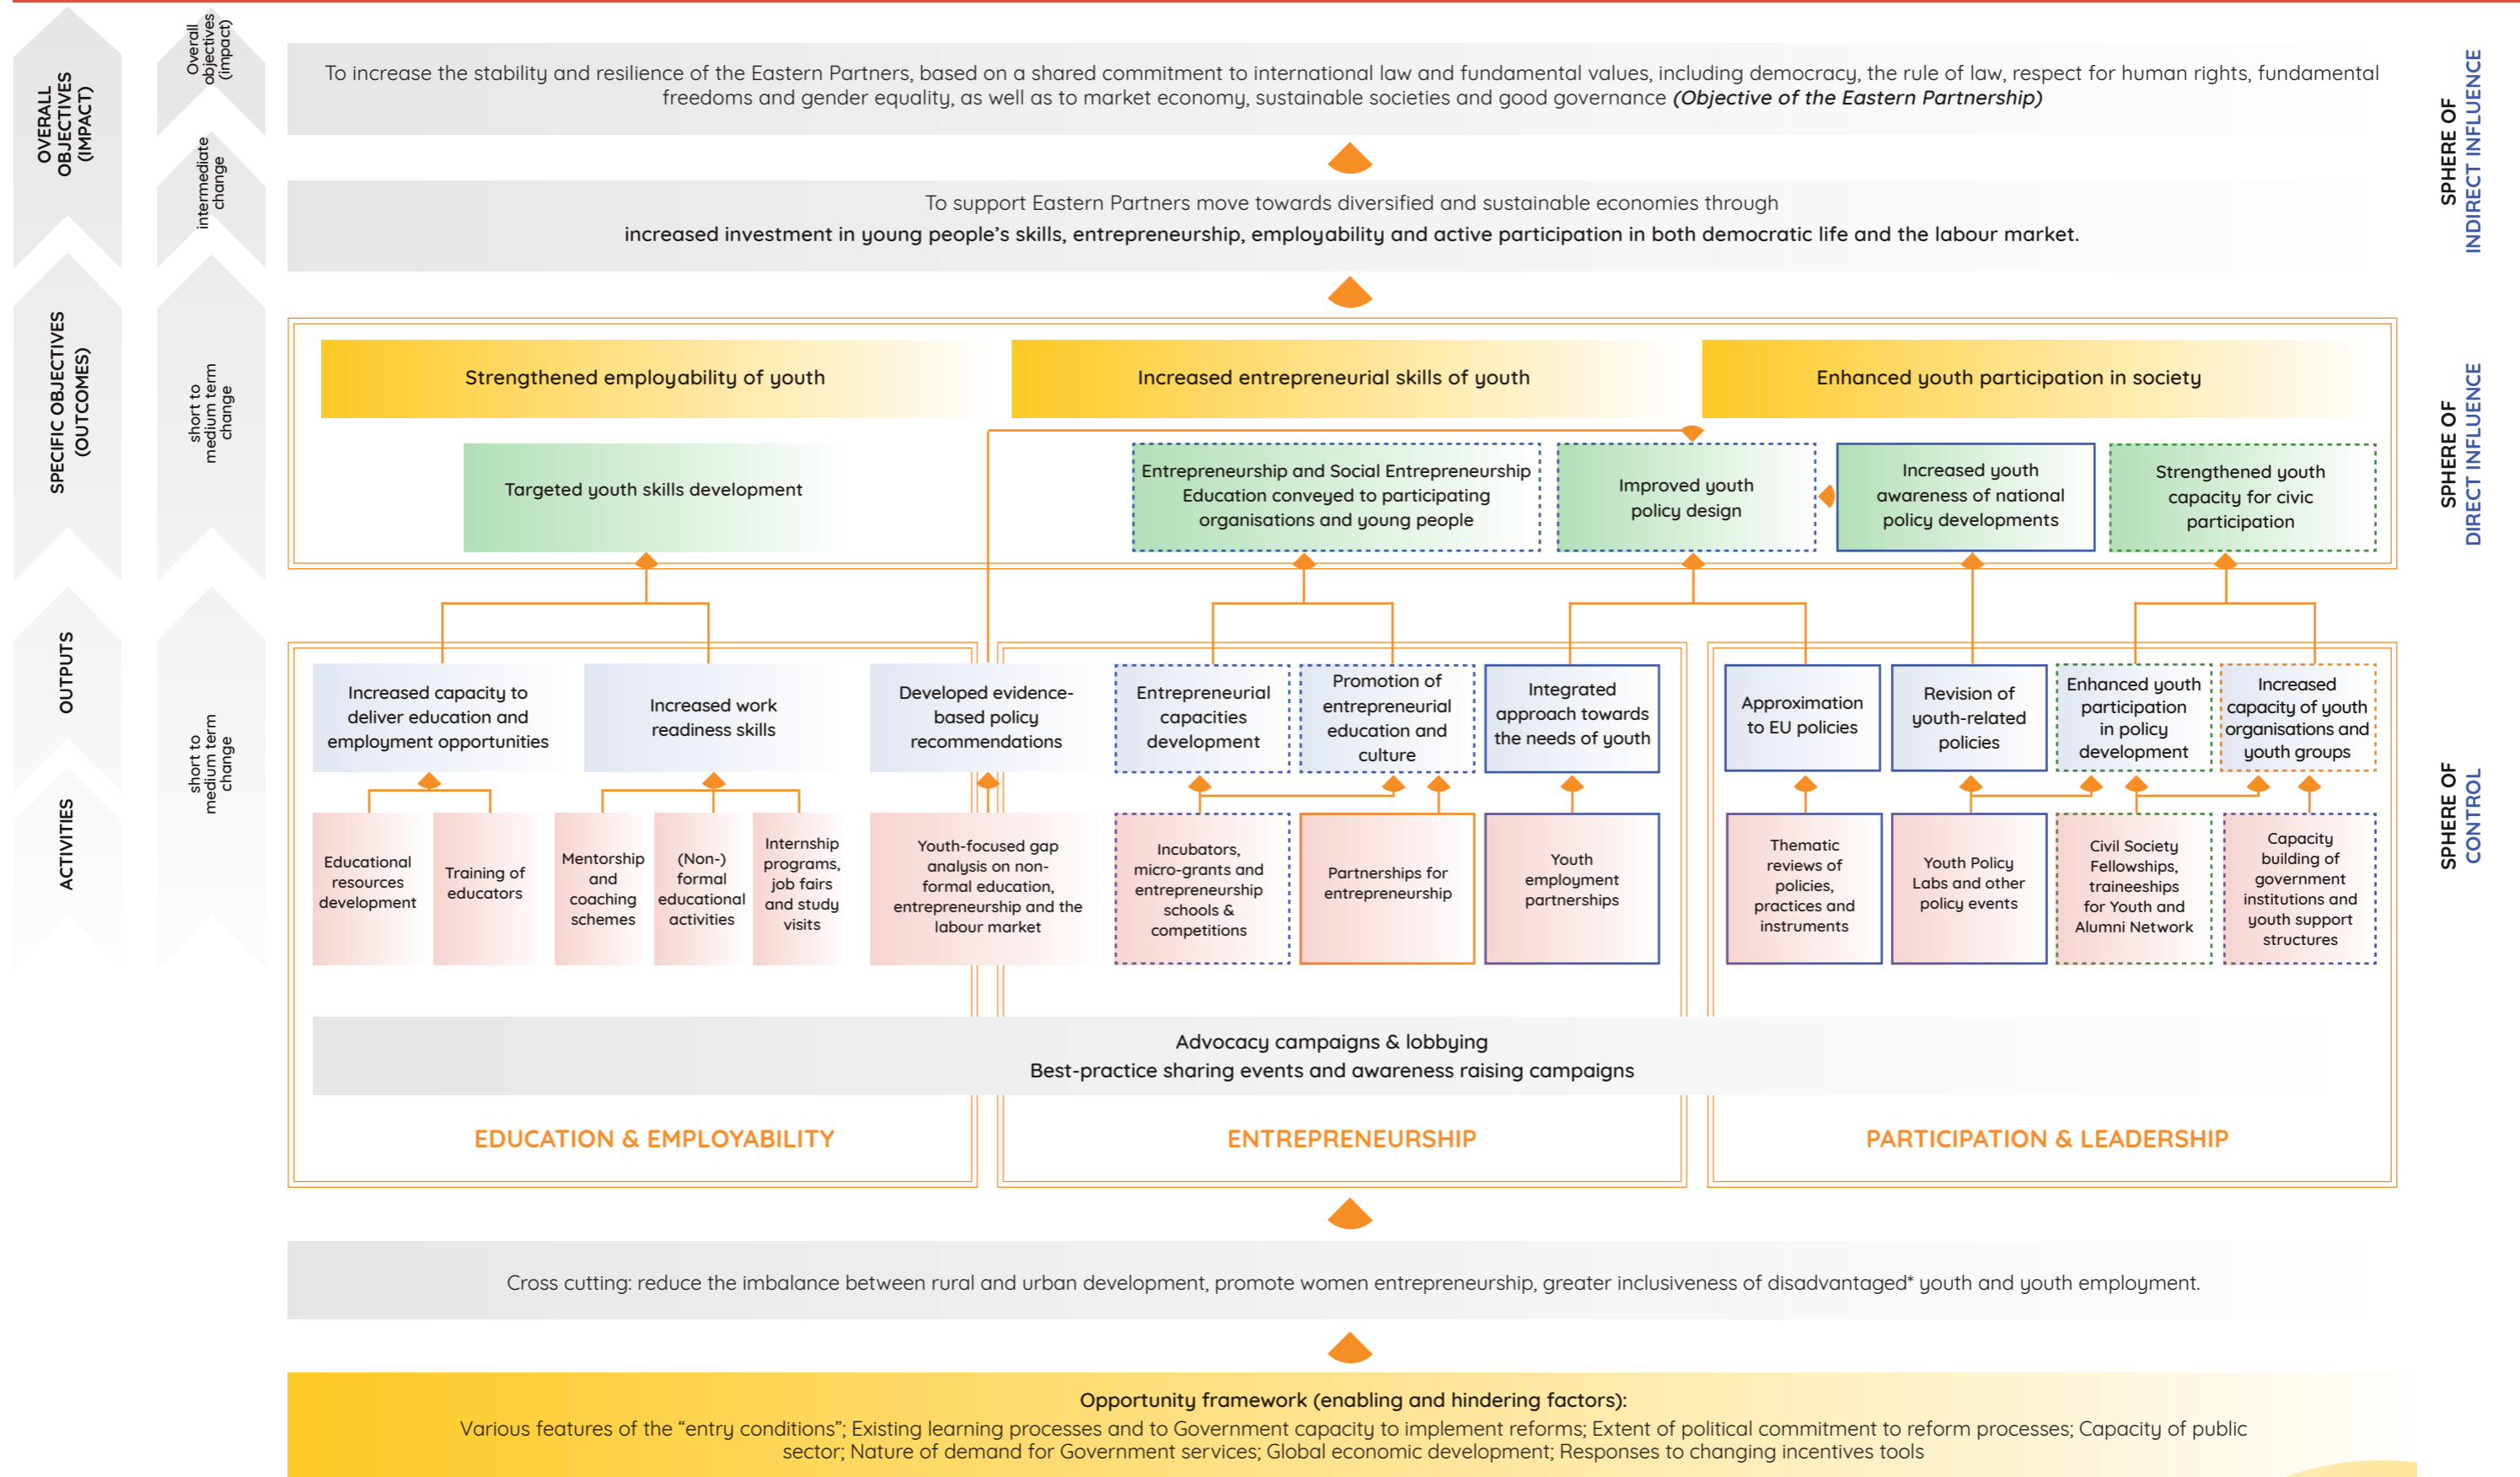 OVERALL
OBJECTIVES
(IMPACT)
Overall
objectives
(impact)
To increase the stability and resilience of the Eastern Partners, based on a shared commitment to international law and fundamental values, including democracy, the rule of law, respect for human rights, fundamental
freedoms and gender equality, as well as to market economy, sustainable societies and good governance (Objective of the Eastern Partnership)
SPHERE OF
INDIRECT INFLUENCE
intermediate
change
To support Eastern Partners move towards diversified and sustainable economies through
increased investment in young people’s skills, entrepreneurship, employability and active participation in both democratic life and the labour market.
SPECIFIC OBJECTIVES
(OUTCOMES)
short to
medium term
change
Strengthened employability of youth
Increased entrepreneurial skills of youth
Enhanced youth participation in society
SPHERE OF
DIRECT INFLUENCE
Targeted youth skills development
Entrepreneurship and Social Entrepreneurship
Education conveyed to participating
organisations and young people
Improved youth
policy design
Increased youth
awareness of national
policy developments
Strengthened youth
capacity for civic
participation
OUTPUTS
short to
medium term
change
Increased capacity to
deliver education and
employment opportunities
Increased work
readiness skills
Developed evidence-
based policy
recommendations
Entrepreneurial
capacities
development
Promotion of
entrepreneurial
education and
culture
Integrated
approach towards
the needs of youth
Approximation
to EU policies
Revision of
youth-related
policies
Enhanced youth
participation
in policy
development
Increased
capacity of youth
organisations and
youth groups
SPHERE OF
CONTROL
ACTIVITIES
Educational
resources
development
Training of
educators
Mentorship
and
coaching
schemes
(Non-)
formal
educational
activities
Internship
programs,
job fairs
and study
visits
Youth-focused gap
analysis on non-
formal education,
entrepreneurship and the
labour market
Incubators,
micro-grants and
entrepreneurship
schools &
competitions
Partnerships for
entrepreneurship
Youth
employment
partnerships
Thematic
reviews of
policies,
practices and
instruments
Youth Policy
Labs and other
policy events
Civil Society
Fellowships,
traineeships
for Youth and
Alumni Network
Capacity
building of
government
institutions and
youth support
structures
Advocacy campaigns & lobbying
Best-practice sharing events and awareness raising campaigns
EDUCATION & EMPLOYABILITY
ENTREPRENEURSHIP
PARTICIPATION & LEADERSHIP
Cross cutting: reduce the imbalance between rural and urban development, promote women entrepreneurship, greater inclusiveness of disadvantaged* youth and youth employment.
Opportunity framework (enabling and hindering factors):
Various features of the “entry conditions”; Existing learning processes and to Government capacity to implement reforms; Extent of political commitment to reform processes; Capacity of public
sector; Nature of demand for Government services; Global economic development; Responses to changing incentives tools